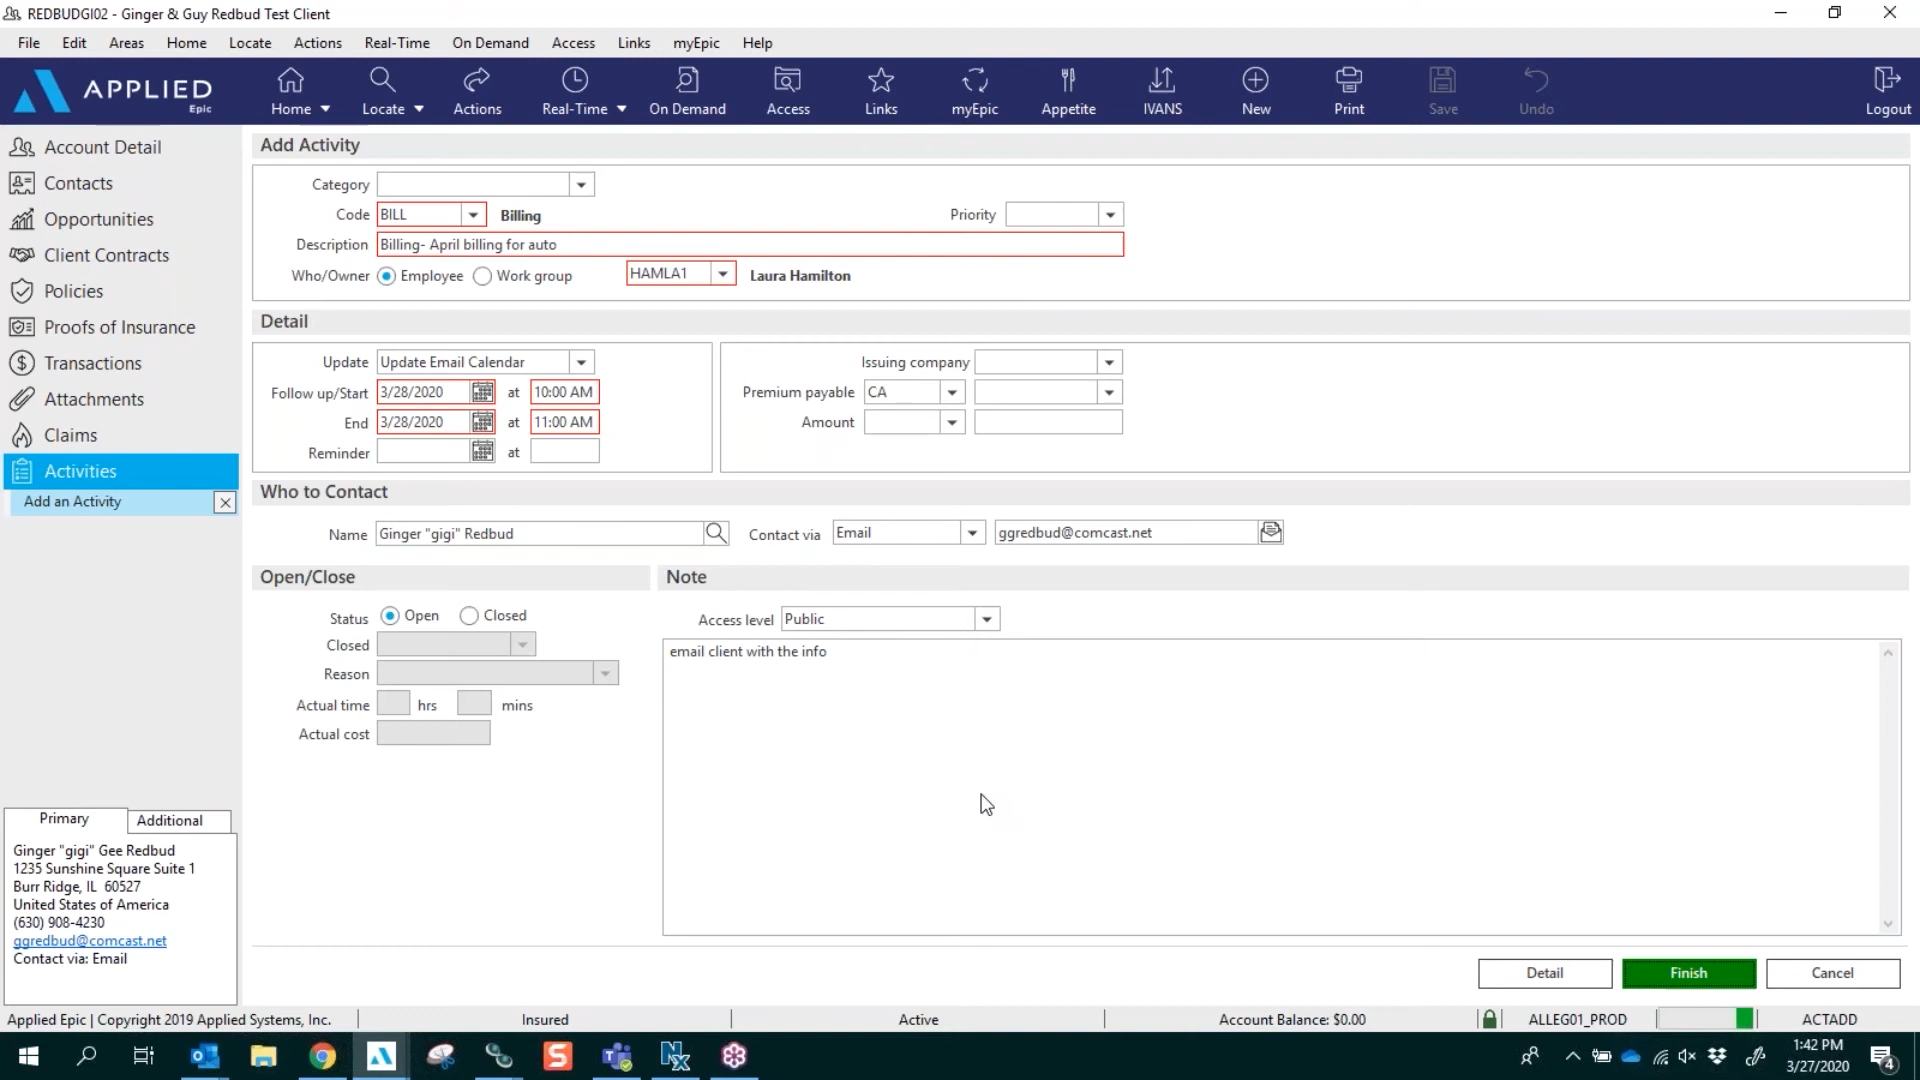 REDBUDGI02 - Ginger & Guy Redbud Test Client
File Edit Areas Home Locate Actions Real-Time On Demand Access Links myEpic Help
APPLIED
Epic
Home Locate Actions Real-Time On Demand Access Links myEpic Appetite IVANS New Print Save Undo Logout
Account Detail
Contacts
Opportunities
Client Contracts
Policies
Proofs of Insurance
Transactions
Attachments
Claims
Activities
Add an Activity
Add Activity
Category
Code BILL Billing Priority
Description Billing- April billing for auto
Who/Owner Employee Work group HAMLA1 Laura Hamilton
Detail
Update Update Email Calendar
Follow up/Start 3/28/2020 at 10:00 AM
End 3/28/2020 at 11:00 AM
Reminder at
Issuing company
Premium payable CA
Amount
Who to Contact
Name Ginger "gigi" Redbud Contact via Email ggredbud@comcast.net
Open/Close
Status Open Closed
Closed
Reason
Actual time hrs mins
Actual cost
Note
Access level Public
email client with the info
Primary Additional
Ginger "gigi" Gee Redbud
1235 Sunshine Square Suite 1
Burr Ridge, IL 60527
United States of America
(630) 908-4230
ggredbud@comcast.net
Contact via: Email
Detail Finish Cancel
Applied Epic | Copyright 2019 Applied Systems, Inc. Insured Active Account Balance: $0.00 ALLEG01_PROD ACTADD
1:42 PM
3/27/2020
4